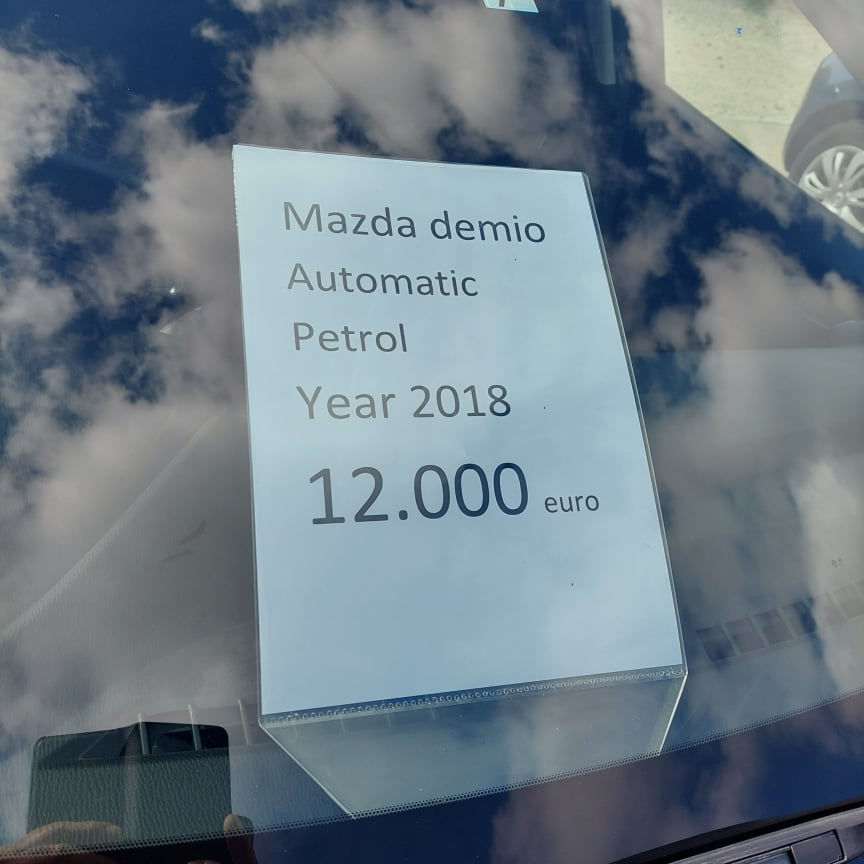 Mazda demio
Automatic
Petrol
Year 2018
12.000 euro